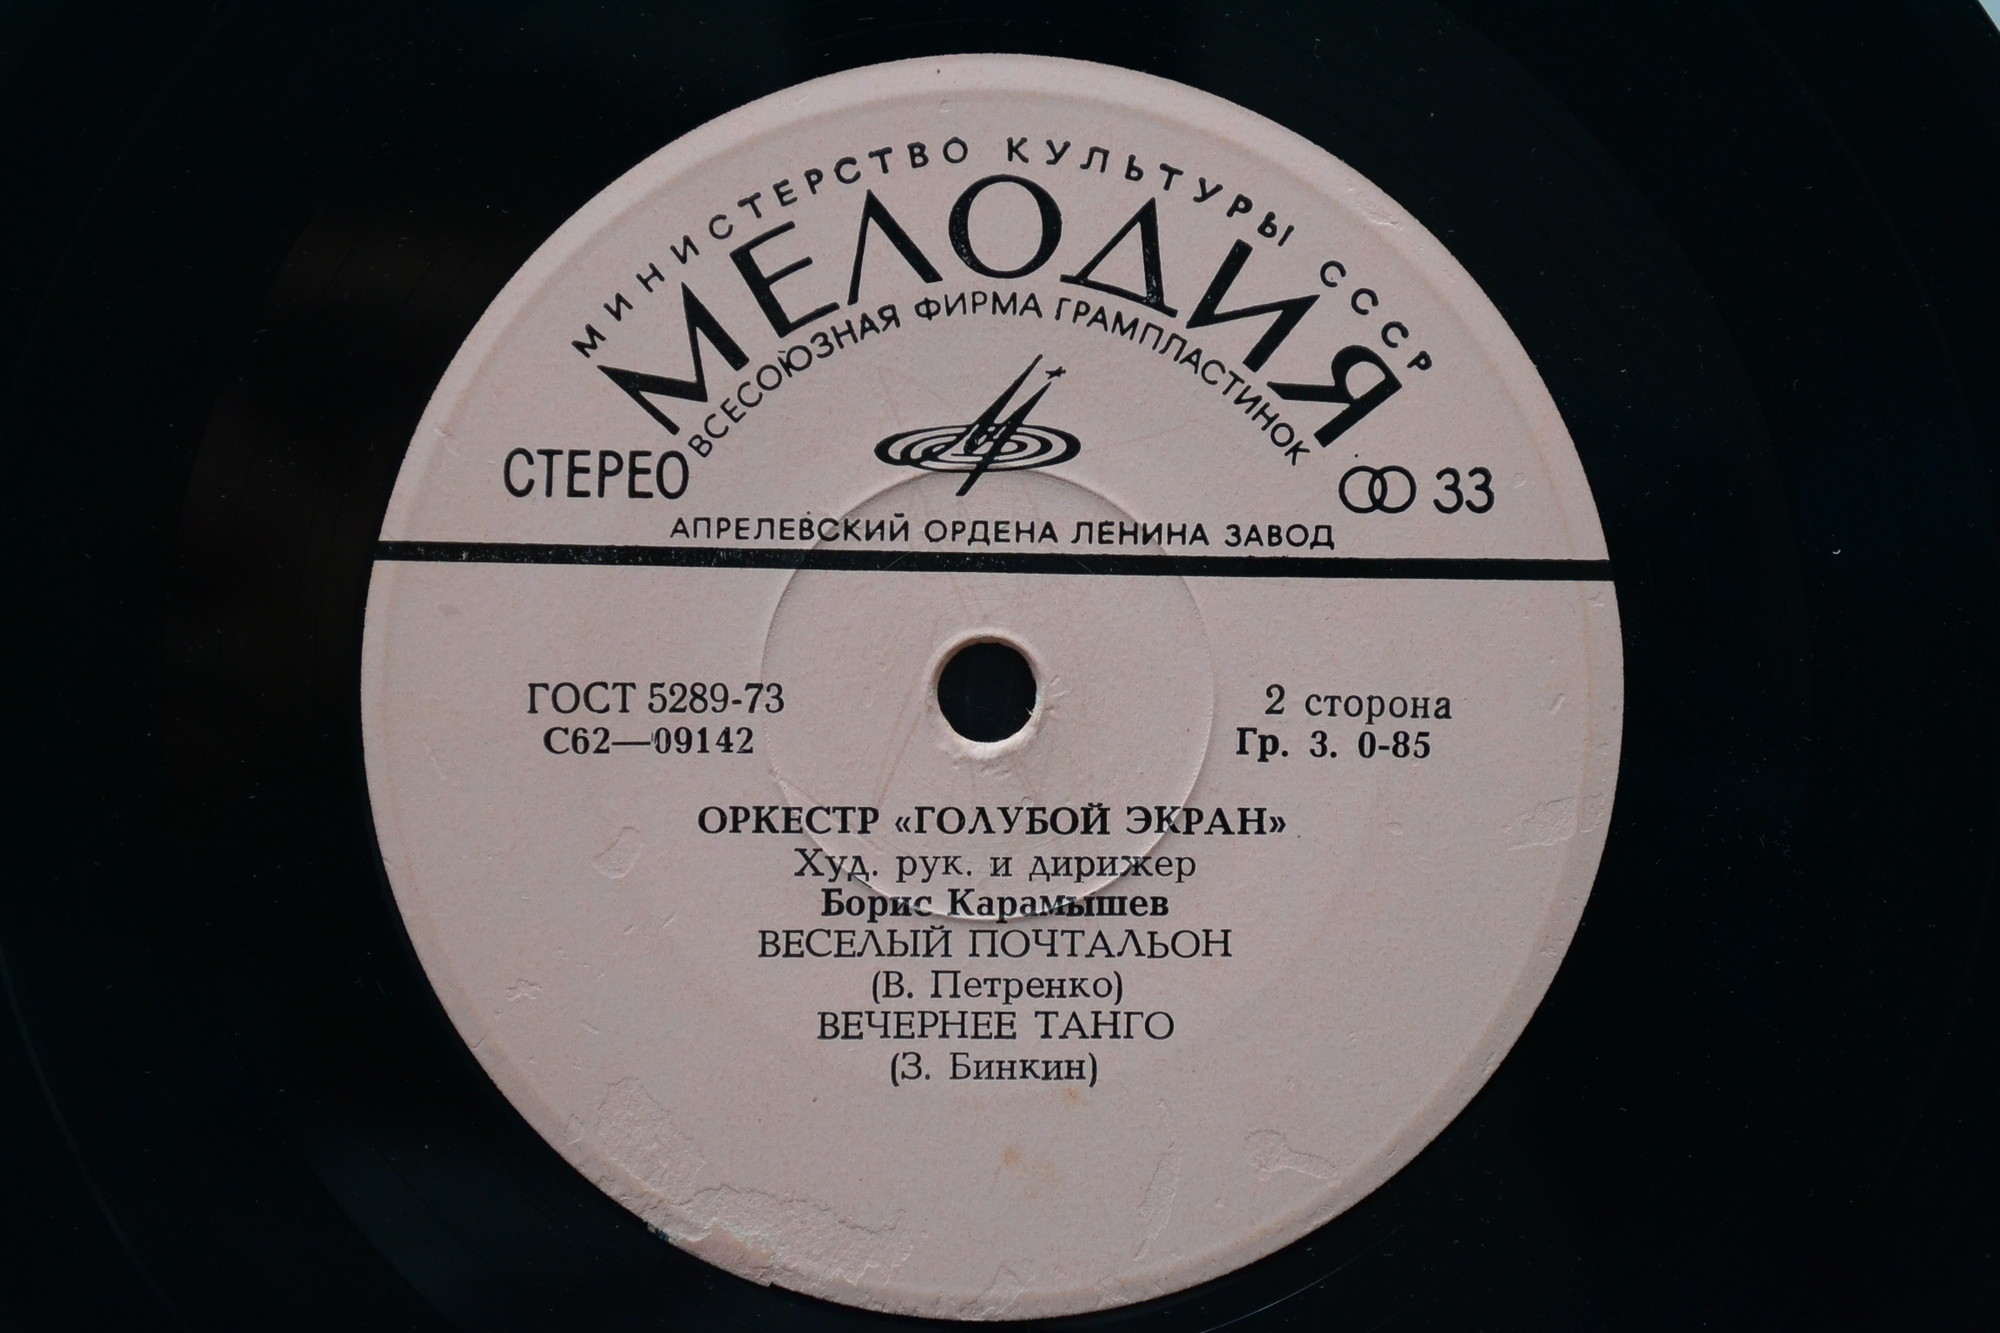 МИНИСТЕРСТВО КУЛЬТУРЫ СССР
МЕЛОДИЯ
ВСЕСОЮЗНАЯ ФИРМА ГРАМПЛАСТИНОК
СТЕРЕО
33
АПРЕЛЕВСКИЙ ОРДЕНА ЛЕНИНА ЗАВОД
ГОСТ 5289-73
С62—09142
2 сторона
Гр. 3. 0-85
ОРКЕСТР «ГОЛУБОЙ ЭКРАН»
Худ. рук. и дирижер
Борис Карамышев
ВЕСЕЛЫЙ ПОЧТАЛЬОН
(В. Петренко)
ВЕЧЕРНЕЕ ТАНГО
(З. Бинкин)